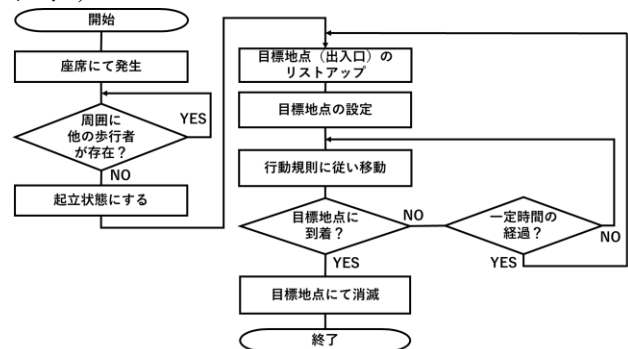 開始
座席にて発生
周囲に
他の歩行者
が存在？
YES
NO
起立状態にする
目標地点（出入口）の
リストアップ
目標地点の設定
行動規則に従い移動
目標地点に
到着？
NO
一定時間の
経過？
NO
YES
YES
目標地点にて消滅
終了